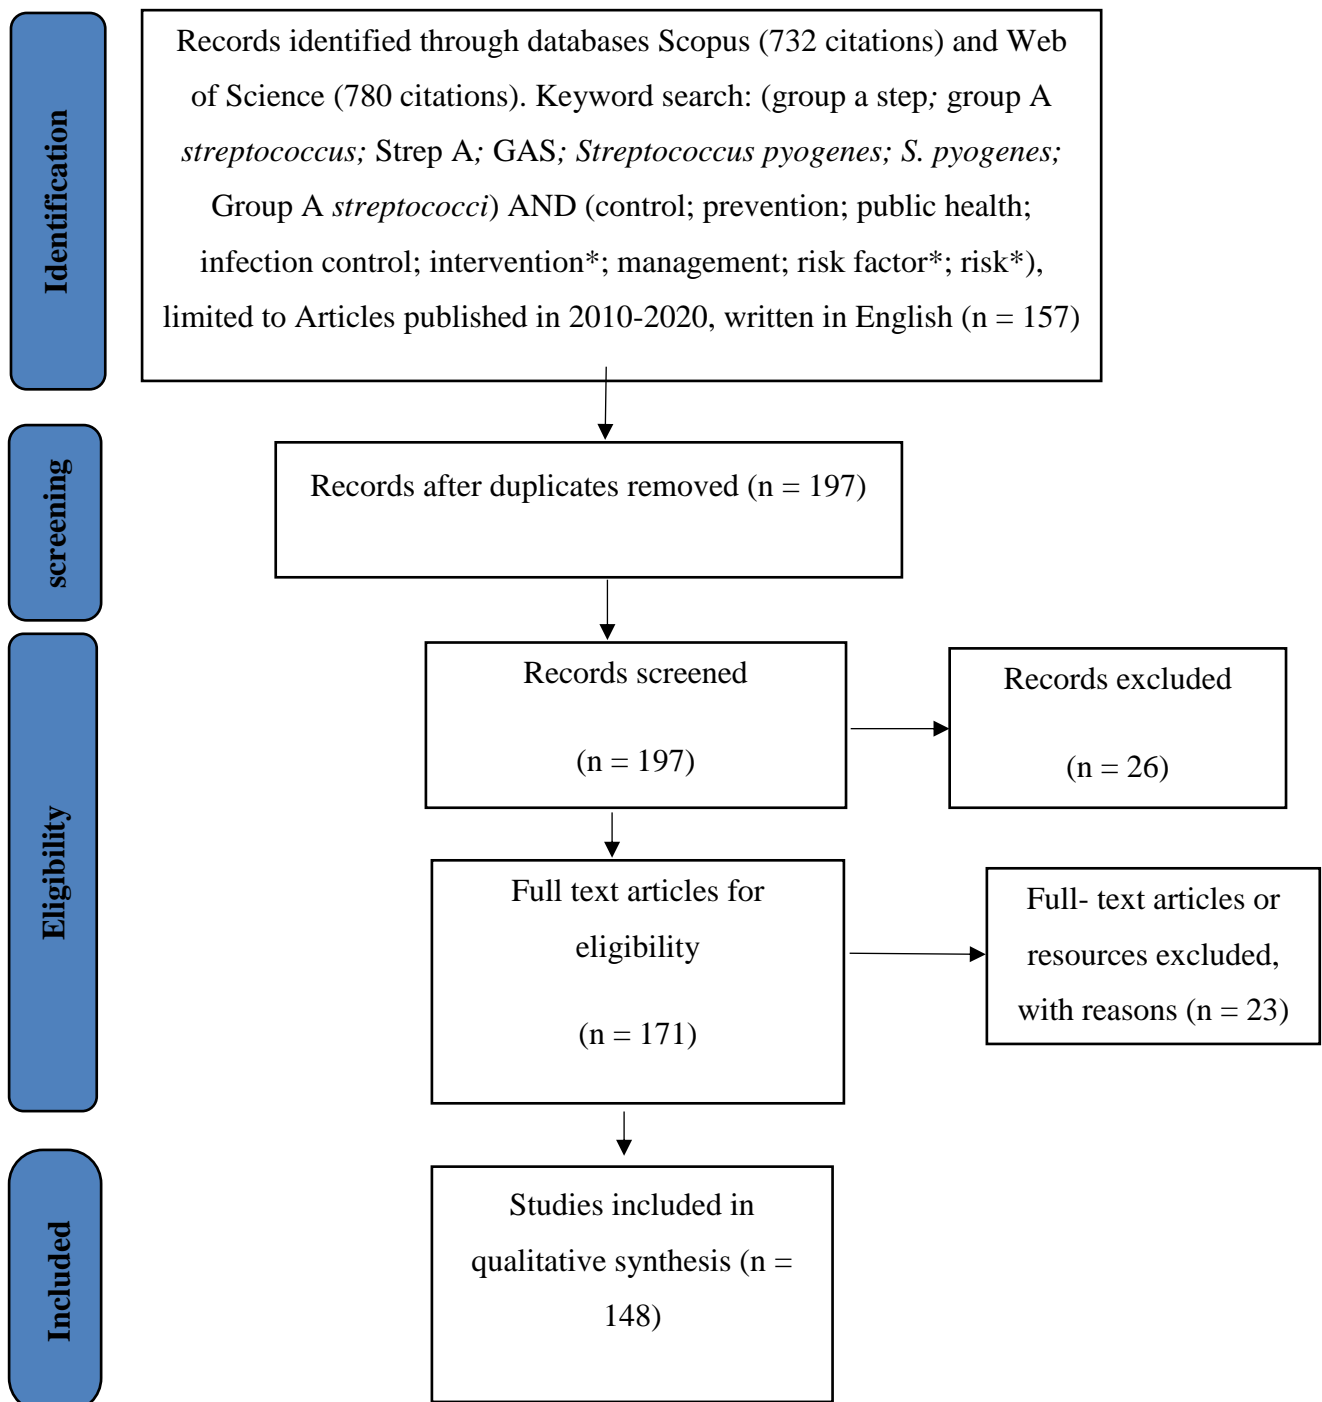 Identification
Records identified through databases Scopus (732 citations) and Web
of Science (780 citations). Keyword search: (group a step; group A
streptococcus; Strep A; GAS; Streptococcus pyogenes; S. pyogenes;
Group A streptococci) AND (control; prevention; public health;
infection control; intervention*; management; risk factor*; risk*),
limited to Articles published in 2010-2020, written in English (n = 157)
screening
Records after duplicates removed (n = 197)
Eligibility
Records screened
(n = 197)
Records excluded
(n = 26)
Full text articles for
eligibility
(n = 171)
Full- text articles or
resources excluded,
with reasons (n = 23)
Included
Studies included in
qualitative synthesis (n =
148)